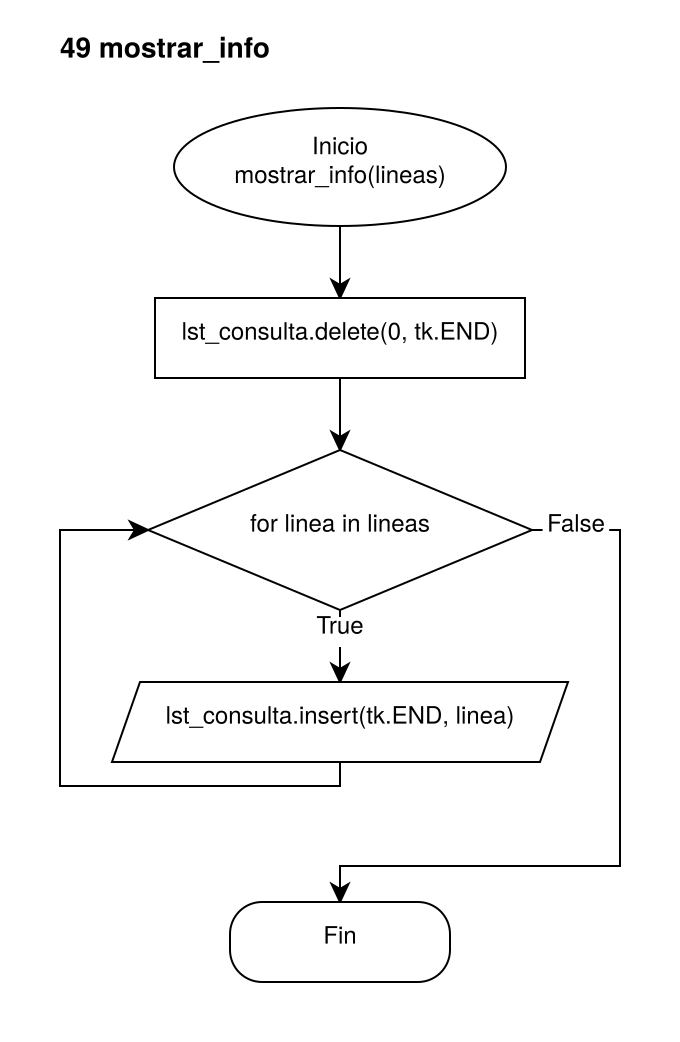 49 mostrar_info
Inicio
mostrar_info(lineas)
lst_consulta.delete(0, tk.END)
for linea in lineas
False
True
lst_consulta.insert(tk.END, linea)
Fin